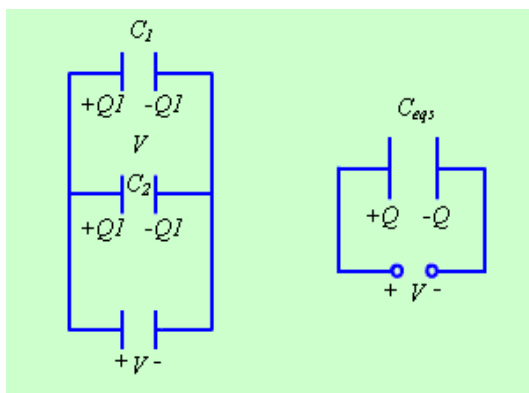 C1
+Q1 -Q1
V
C2
+Q1 -Q1
+ V -
Ceqs
+Q -Q
+ V -